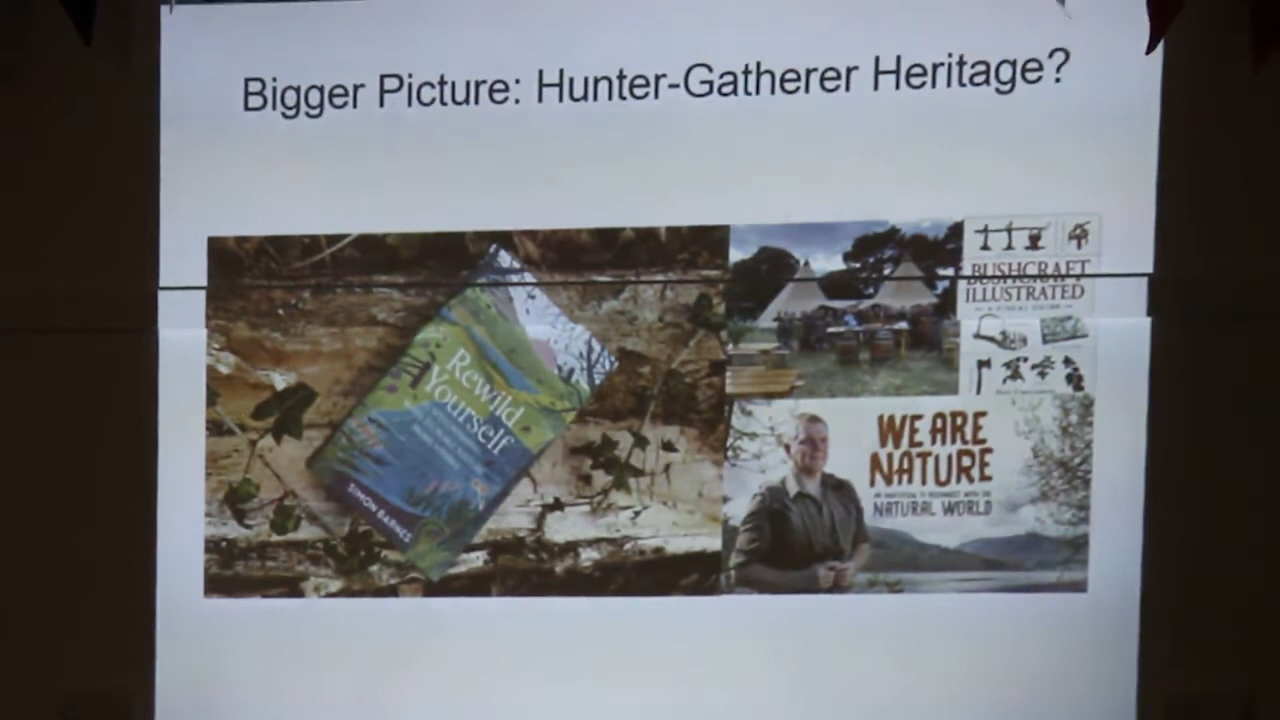 Bigger Picture: Hunter-Gatherer Heritage?
Rewild
Yourself
SIMON BARNES
BUSHCRAFT
ILLUSTRATED
WE ARE
NATURE
AN INVITATION TO RECONNECT WITH THE
NATURAL WORLD